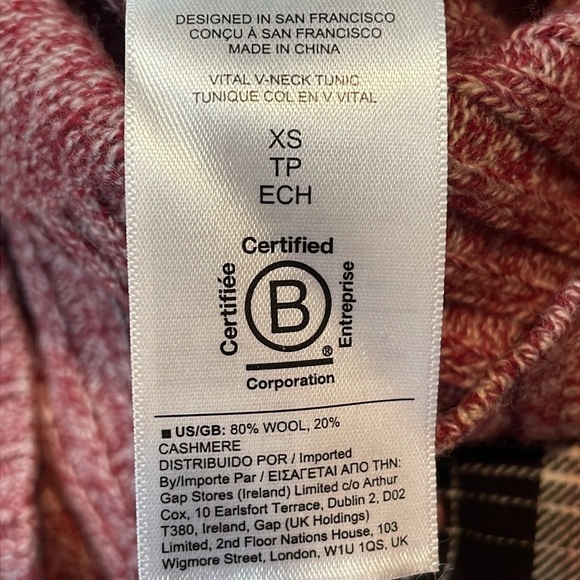 DESIGNED IN SAN FRANCISCO
CONÇU À SAN FRANCISCO
MADE IN CHINA
VITAL V-NECK TUNIC
TUNIQUE COL EN V VITAL
XS
TP
ECH
Certified
Certifiée
B
Entreprise
®
Corporation
■ US/GB: 80% WOOL, 20%
CASHMERE
DISTRIBUIDO POR / Imported
By/Importe Par / ΕΙΣΑΓΕΤΑΙ ΑΠΟ ΤΗΝ:
Gap Stores (Ireland) Limited c/o Arthur
Cox, 10 Earlsfort Terrace, Dublin 2, D02
T380, Ireland, Gap (UK Holdings)
Limited, 2nd Floor Nations House, 103
Wigmore Street, London, W1U 1QS, UK